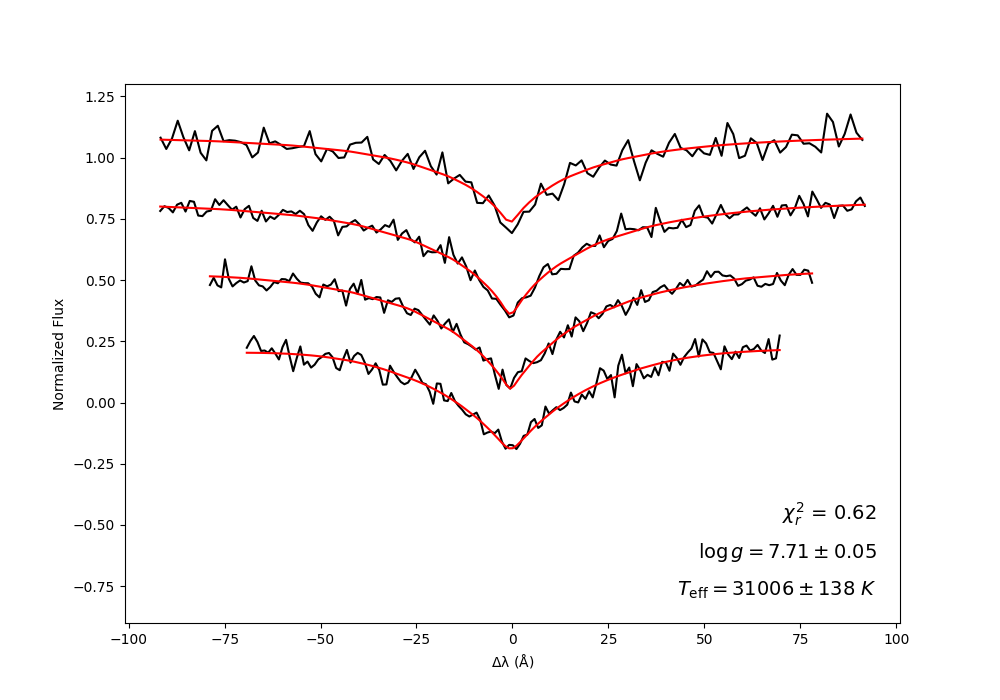 1.25
1.00
0.75
0.50
0.25
0.00
−0.25
−0.50
−0.75
Normalized Flux
χ²ᵣ = 0.62
log g = 7.71 ± 0.05
T_eff = 31006 ± 138 K
−100 −75 −50 −25 0 25 50 75 100
Δλ (Å)